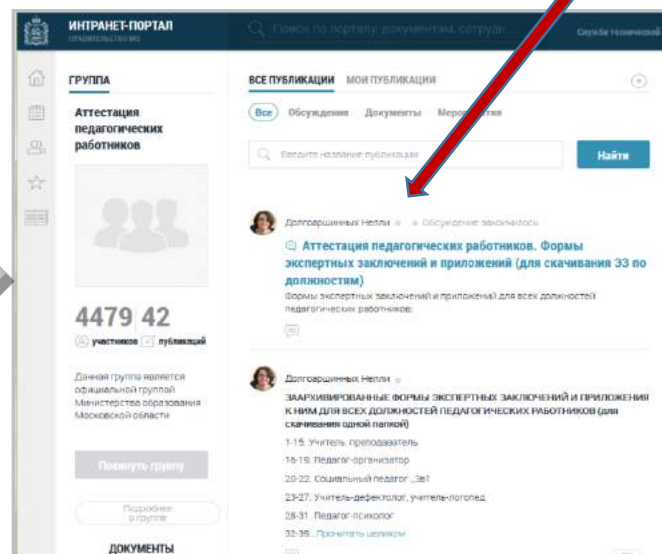 ИНТРАНЕТ-ПОРТАЛ
ПРАВИТЕЛЬСТВО МО
Поиск по порталу, документам, сотрудн...
Служба технической
ГРУППА
Аттестация
педагогических
работников
4479 42
участников публикаций
Данная группа является
официальной группой
Министерства образования
Московской области
Покинуть группу
Подробнее
о группе
ДОКУМЕНТЫ
ВСЕ ПУБЛИКАЦИИ МОИ ПУБЛИКАЦИИ
Все Обсуждения Документы
Введите название публикации
Найти
Долгоаршинных Нелли Обсуждение закончилось
Аттестация педагогических работников. Формы
экспертных заключений и приложений (для скачивания ЭЗ по
должностям)
Формы экспертных заключений и приложений для всех должностей
педагогических работников:
Долгоаршинных Нелли
ЗААРХИВИРОВАННЫЕ ФОРМЫ ЭКСПЕРТНЫХ ЗАКЛЮЧЕНИЙ И ПРИЛОЖЕНИЯ
К НИМ ДЛЯ ВСЕХ ДОЛЖНОСТЕЙ ПЕДАГОГИЧЕСКИХ РАБОТНИКОВ (для
скачивания одной папкой)
1-15. Учитель, преподаватель
16-19. Педагог-организатор
20-22. Социальный педагог _3в1
23-27. Учитель-дефектолог, учитель-логопед
28-31. Педагог-психолог
32-39...Прочитать целиком